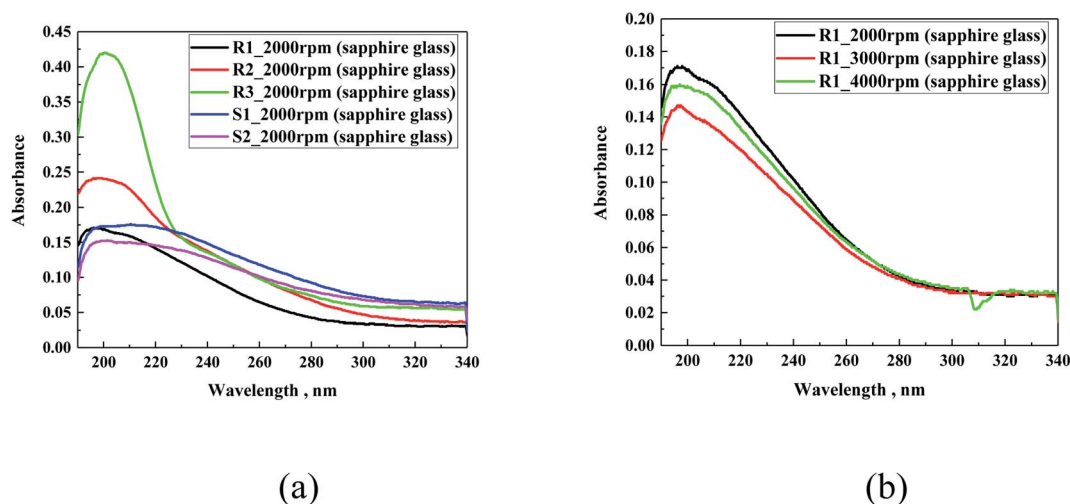 0.45
0.40
0.35
0.30
0.25
0.20
0.15
0.10
0.05
0.00
Absorbance
R1_2000rpm (sapphire glass)
R2_2000rpm (sapphire glass)
R3_2000rpm (sapphire glass)
S1_2000rpm (sapphire glass)
S2_2000rpm (sapphire glass)
200 220 240 260 280 300 320 340
Wavelength , nm
(a)
0.20
0.18
0.16
0.14
0.12
0.10
0.08
0.06
0.04
0.02
0.00
Absorbance
R1_2000rpm (sapphire glass)
R1_3000rpm (sapphire glass)
R1_4000rpm (sapphire glass)
200 220 240 260 280 300 320 340
Wavelength , nm
(b)